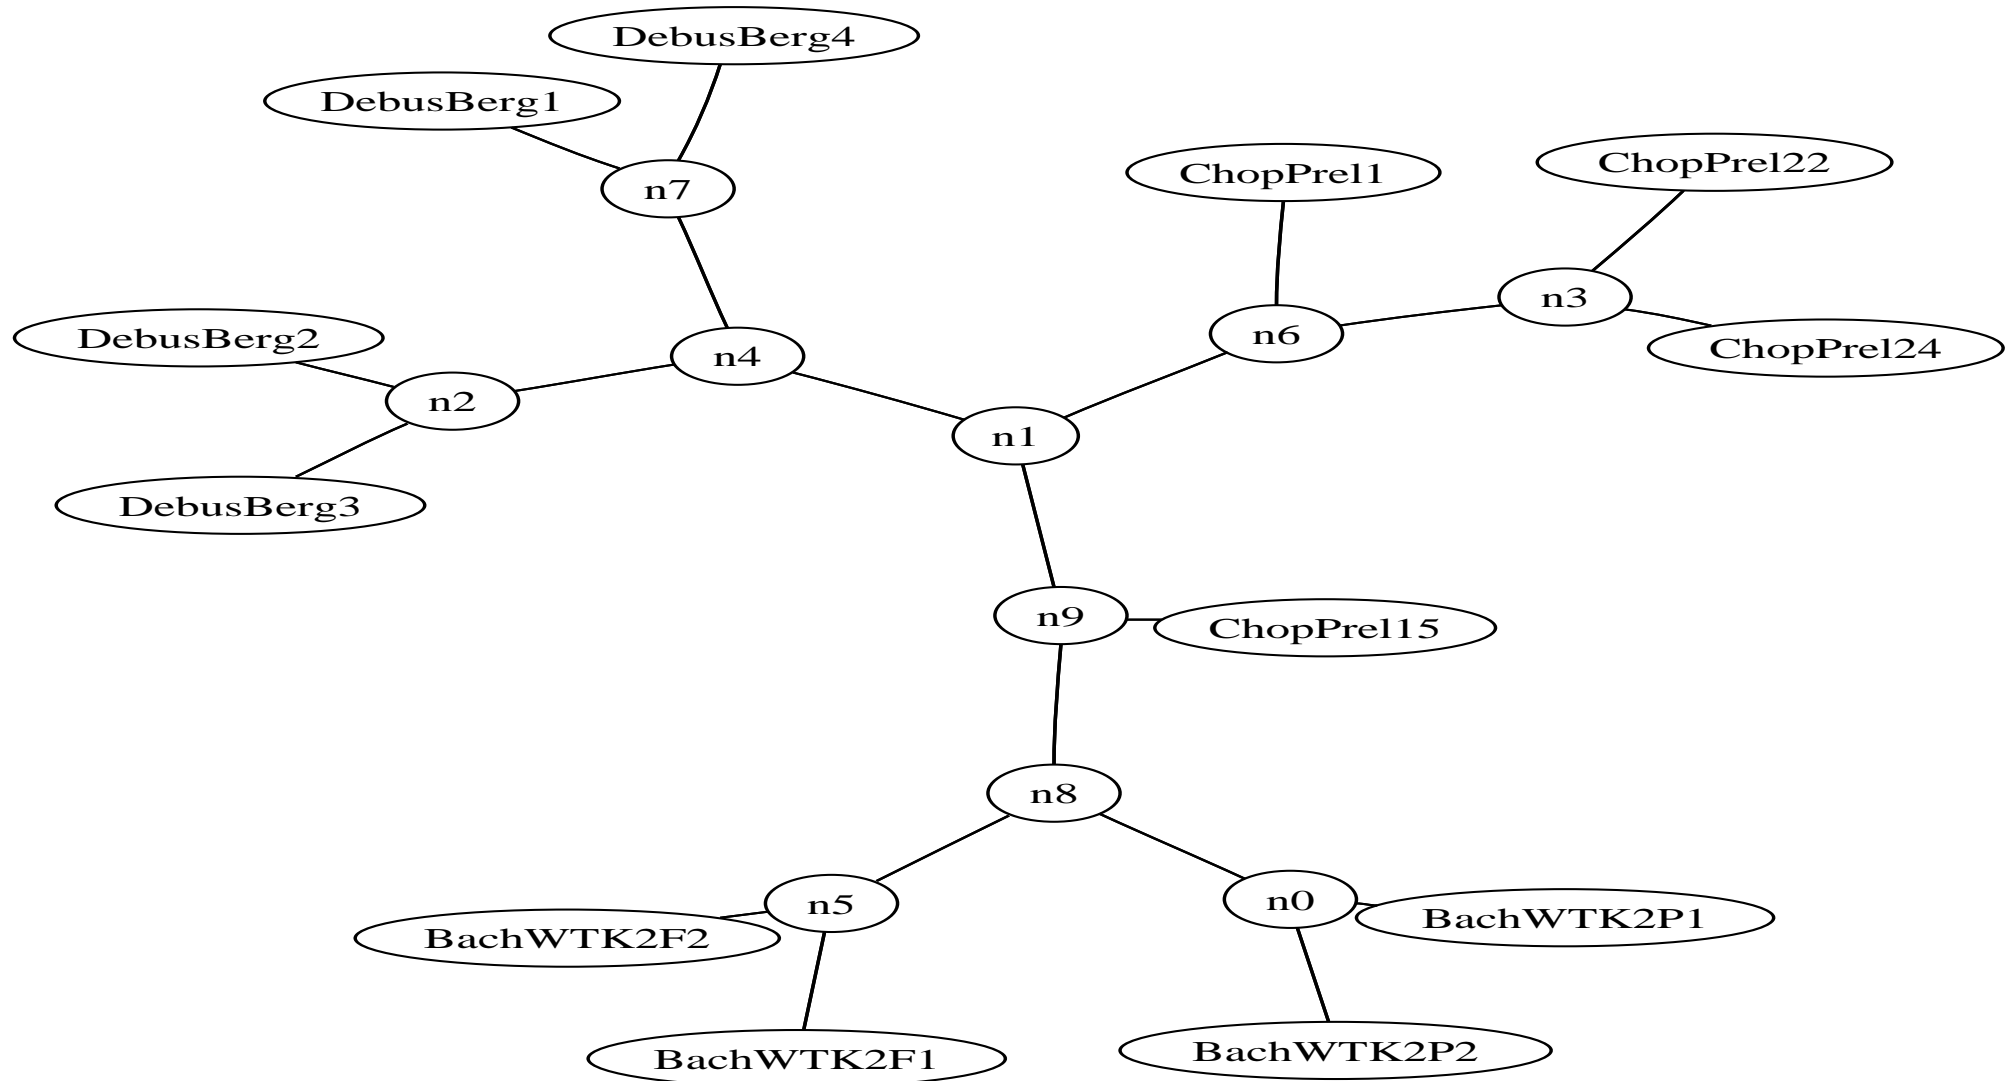 DebusBerg4
DebusBerg1
n7
ChopPrel1
ChopPrel22
n3
n6
ChopPrel24
DebusBerg2
n4
n2
n1
DebusBerg3
n9
ChopPrel15
n8
n5
n0
BachWTK2F2
BachWTK2P1
BachWTK2F1
BachWTK2P2